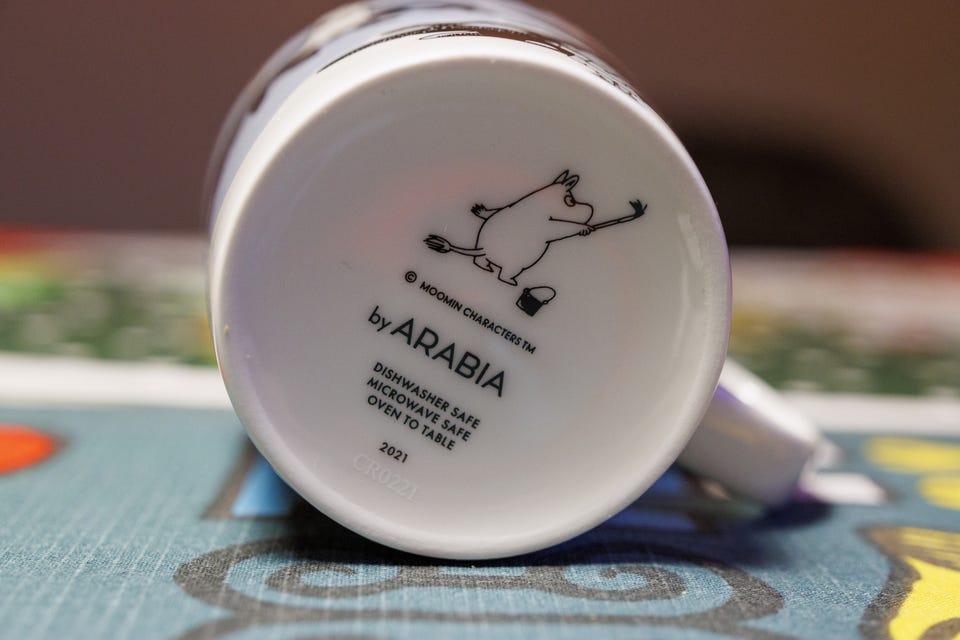 © MOOMIN CHARACTERS™
by ARABIA
DISHWASHER SAFE
MICROWAVE SAFE
OVEN TO TABLE
2021
CR0221